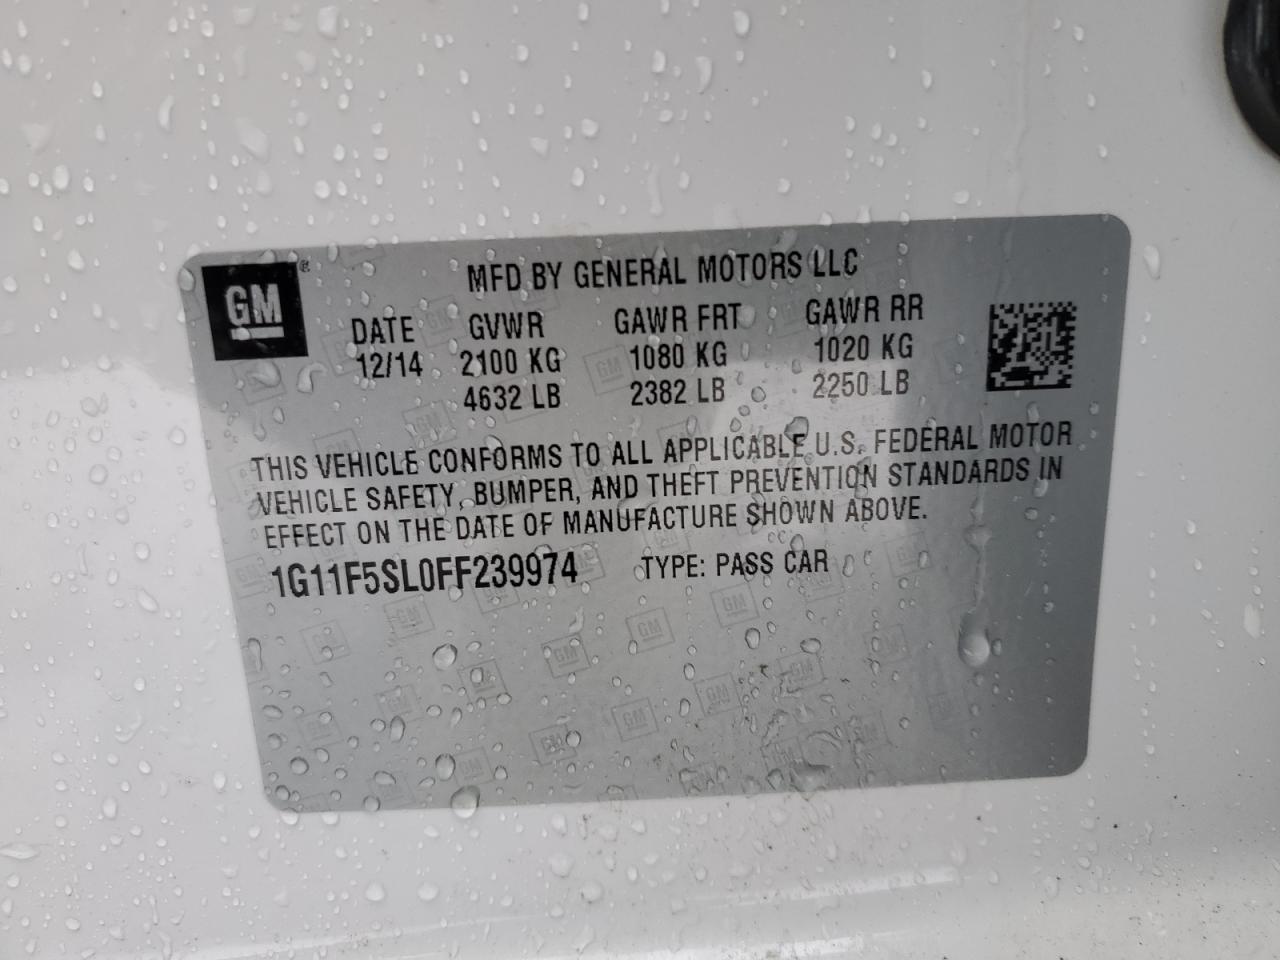 GM®
MFD BY GENERAL MOTORS LLC
DATE GVWR GAWR FRT GAWR RR
12/14 2100 KG 1080 KG 1020 KG
4632 LB 2382 LB 2250 LB
THIS VEHICLE CONFORMS TO ALL APPLICABLE U.S. FEDERAL MOTOR
VEHICLE SAFETY, BUMPER, AND THEFT PREVENTION STANDARDS IN
EFFECT ON THE DATE OF MANUFACTURE SHOWN ABOVE.
1G11F5SL0FF239974 TYPE: PASS CAR